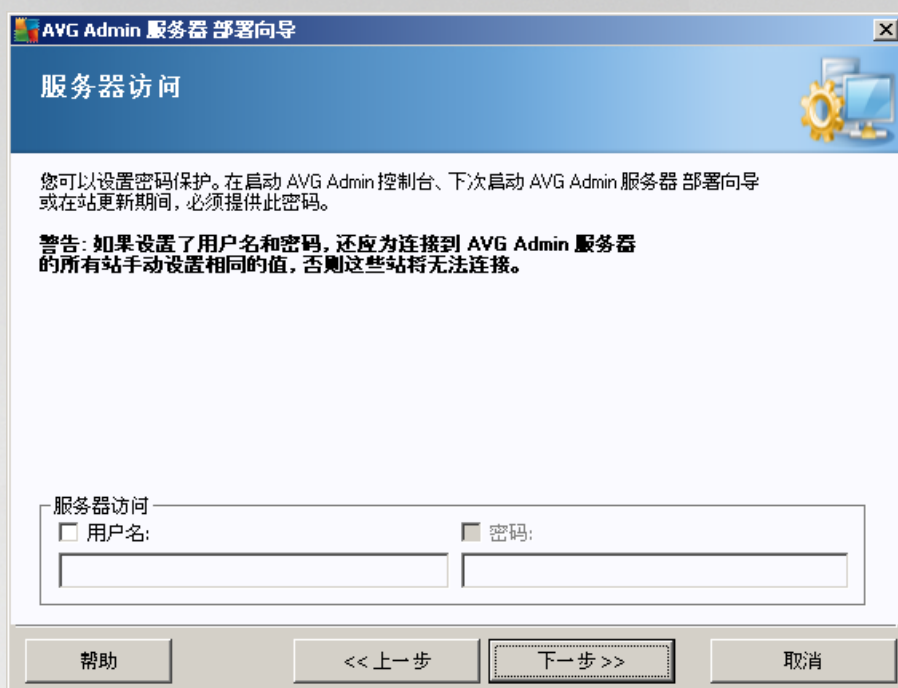 AVG Admin 服务器 部署向导
服务器访问
您可以设置密码保护。在启动 AVG Admin 控制台、下次启动 AVG Admin 服务器 部署向导
或在站更新期间，必须提供此密码。
警告: 如果设置了用户名和密码，还应为连接到 AVG Admin 服务器
的所有站手动设置相同的值，否则这些站将无法连接。
服务器访问
用户名: 密码:
帮助 <<上一步 下一步>> 取消